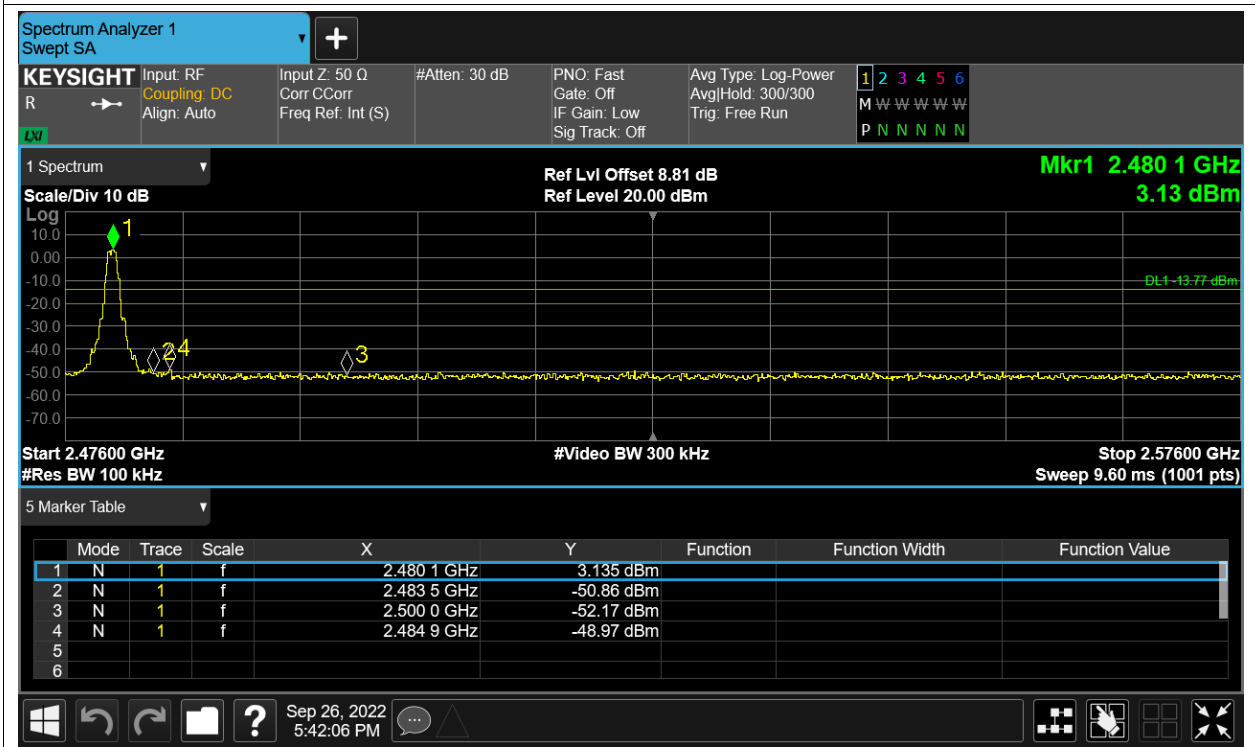 Spectrum Analyzer 1
Swept SA
+
KEYSIGHT Input: RF Input Z: 50 Ω #Atten: 30 dB PNO: Fast Avg Type: Log-Power 1 2 3 4 5 6
R Coupling: DC Corr CCorr Gate: Off Avg|Hold: 300/300 M W W W W W
Align: Auto Freq Ref: Int (S) IF Gain: Low Trig: Free Run
LXI Sig Track: Off P N N N N N
1 Spectrum Ref Lvl Offset 8.81 dB Mkr1 2.480 1 GHz
Scale/Div 10 dB Ref Level 20.00 dBm 3.13 dBm
Log
1
10.0
0.00
-10.0 DL1 -13.77 dBm
-20.0
-30.0
-40.0 2 4 3
-50.0
-60.0
-70.0
Start 2.47600 GHz #Video BW 300 kHz Stop 2.57600 GHz
#Res BW 100 kHz Sweep 9.60 ms (1001 pts)
5 Marker Table
Mode Trace Scale X Y Function Function Width Function Value
1 N 1 f 2.480 1 GHz 3.135 dBm
2 N 1 f 2.483 5 GHz -50.86 dBm
3 N 1 f 2.500 0 GHz -52.17 dBm
4 N 1 f 2.484 9 GHz -48.97 dBm
5
6
? Sep 26, 2022
5:42:06 PM